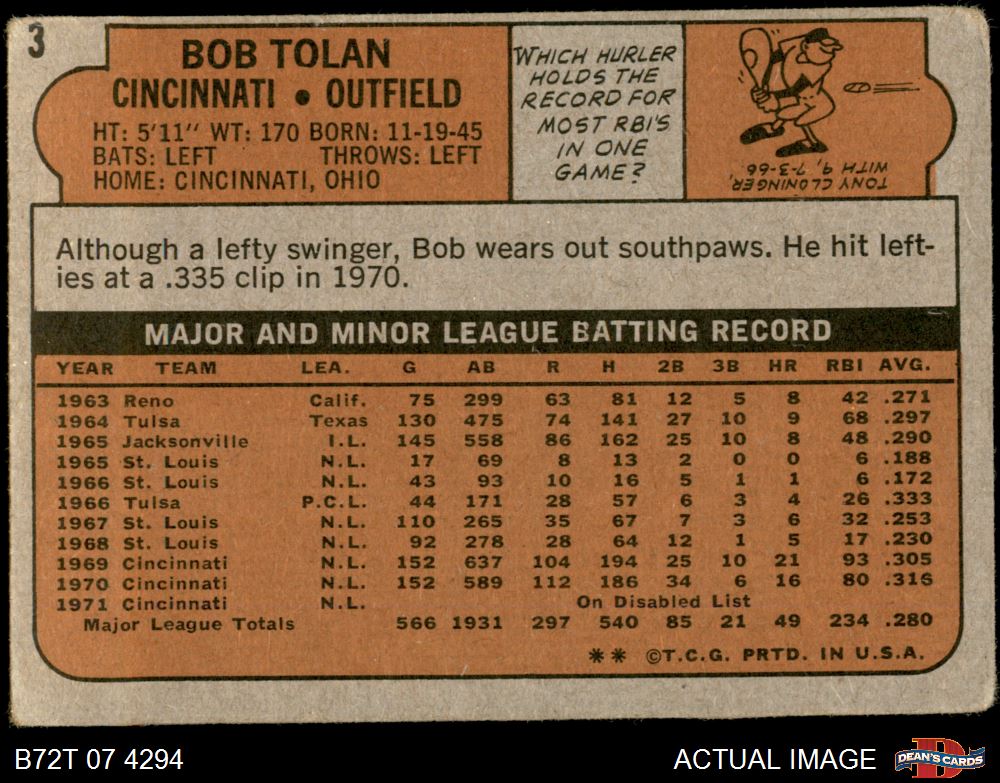 3
BOB TOLAN
CINCINNATI • OUTFIELD
HT: 5'11" WT: 170 BORN: 11-19-45
BATS: LEFT THROWS: LEFT
HOME: CINCINNATI, OHIO
WHICH HURLER
HOLDS THE
RECORD FOR
MOST RBI'S
IN ONE
GAME?
TONY CLONINGER,
WITH 9, 7-3-66.
Although a lefty swinger, Bob wears out southpaws. He hit left-
ies at a .335 clip in 1970.
MAJOR AND MINOR LEAGUE BATTING RECORD
YEAR TEAM LEA. G AB R H 2B 3B HR RBI AVG.
1963 Reno Calif. 75 299 63 81 12 5 8 42 .271
1964 Tulsa Texas 130 475 74 141 27 10 9 68 .297
1965 Jacksonville I.L. 145 558 86 162 25 10 8 48 .290
1965 St. Louis N.L. 17 69 8 13 2 0 0 6 .188
1966 St. Louis N.L. 43 93 10 16 5 1 1 6 .172
1966 Tulsa P.C.L. 44 171 28 57 6 3 4 26 .333
1967 St. Louis N.L. 110 265 35 67 7 3 6 32 .253
1968 St. Louis N.L. 92 278 28 64 12 1 5 17 .230
1969 Cincinnati N.L. 152 637 104 194 25 10 21 93 .305
1970 Cincinnati N.L. 152 589 112 186 34 6 16 80 .316
1971 Cincinnati N.L. On Disabled List
Major League Totals 566 1931 297 540 85 21 49 234 .280
** ©T.C.G. PRTD. IN U.S.A.
B72T 07 4294 ACTUAL IMAGE DEAN'S CARDS